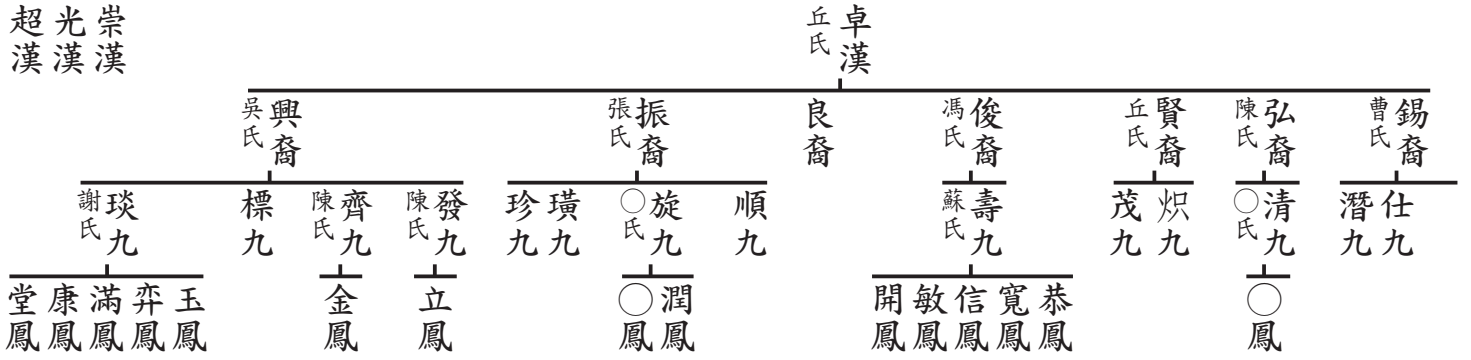 卓漢
丘氏
崇漢
光漢
超漢
錫裔
曹氏
弘裔
陳氏
賢裔
丘氏
俊裔
馮氏
良裔
振裔
張氏
興裔
吳氏
仕九
潛九
清九
○氏
炽九
茂九
壽九
蘇氏
順九
旋九
○氏
璜九
珍九
發九
陳氏
齊九
陳氏
標九
琰九
謝氏
○鳳
恭鳳
寬鳳
信鳳
敏鳳
開鳳
潤鳳
○鳳
立鳳
金鳳
玉鳳
弈鳳
滿鳳
康鳳
堂鳳